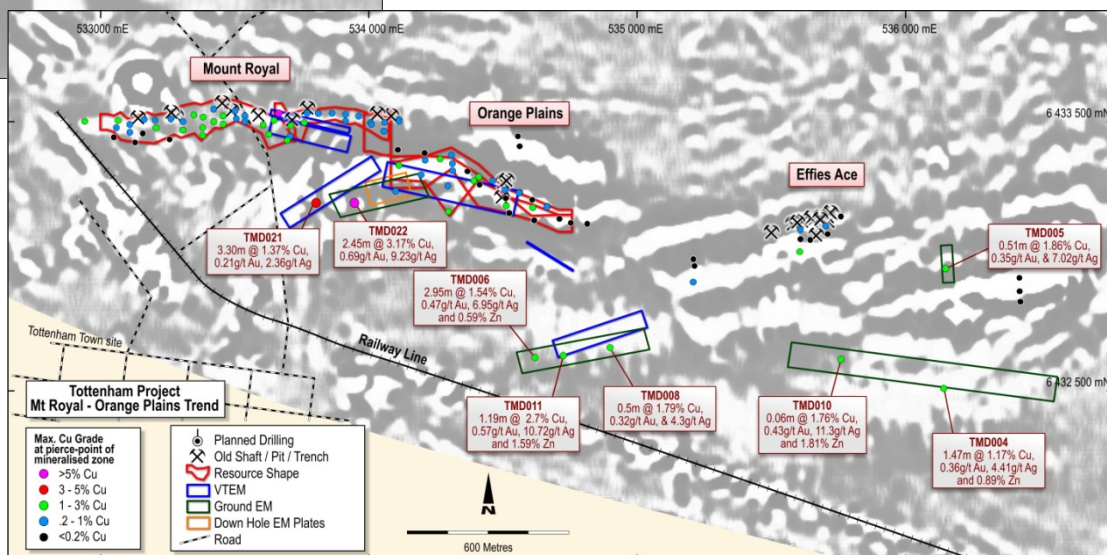 533000 mE
534 000 mE
535 000 mE
536 000 mE
Mount Royal
Orange Plains
6 433 500 mN
Effies Ace
TMD021
3.30m @ 1.37% Cu,
0.21g/t Au, 2.36g/t Ag
TMD022
2.45m @ 3.17% Cu,
0.69g/t Au, 9.23g/t Ag
TMD005
0.51m @ 1.86% Cu,
0.35g/t Au, & 7.02g/t Ag
TMD006
2.95m @ 1.54% Cu,
0.47g/t Au, 6.95g/t Ag
and 0.59% Zn
Tottenham Town site
Railway Line
6 432 500 mN
TMD011
1.19m @ 2.7% Cu,
0.57g/t Au, 10.72g/t Ag
and 1.59% Zn
TMD008
0.5m @ 1.79% Cu,
0.32g/t Au, & 4.3g/t Ag
TMD010
0.06m @ 1.76% Cu,
0.43g/t Au, 11.3g/t Ag
and 1.81% Zn
TMD004
1.47m @ 1.17% Cu,
0.36g/t Au, 4.41g/t Ag
and 0.89% Zn
Tottenham Project
Mt Royal - Orange Plains Trend
Max. Cu Grade
at pierce-point of
mineralised zone
>5% Cu
3 - 5% Cu
1 - 3% Cu
.2 - 1% Cu
<0.2% Cu
Planned Drilling
Old Shaft / Pit / Trench
Resource Shape
VTEM
Ground EM
Down Hole EM Plates
Road
N
600 Metres